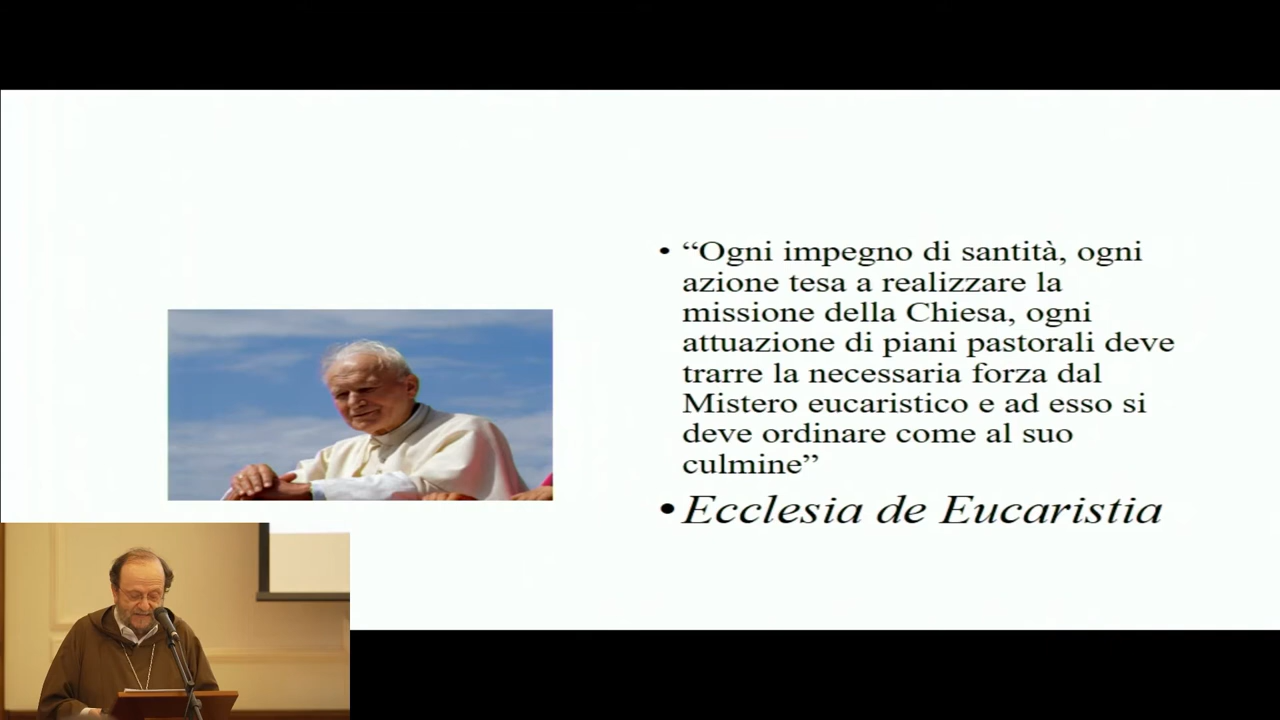 • “Ogni impegno di santità, ogni
azione tesa a realizzare la
missione della Chiesa, ogni
attuazione di piani pastorali deve
trarre la necessaria forza dal
Mistero eucaristico e ad esso si
deve ordinare come al suo
culmine”
•Ecclesia de Eucaristia